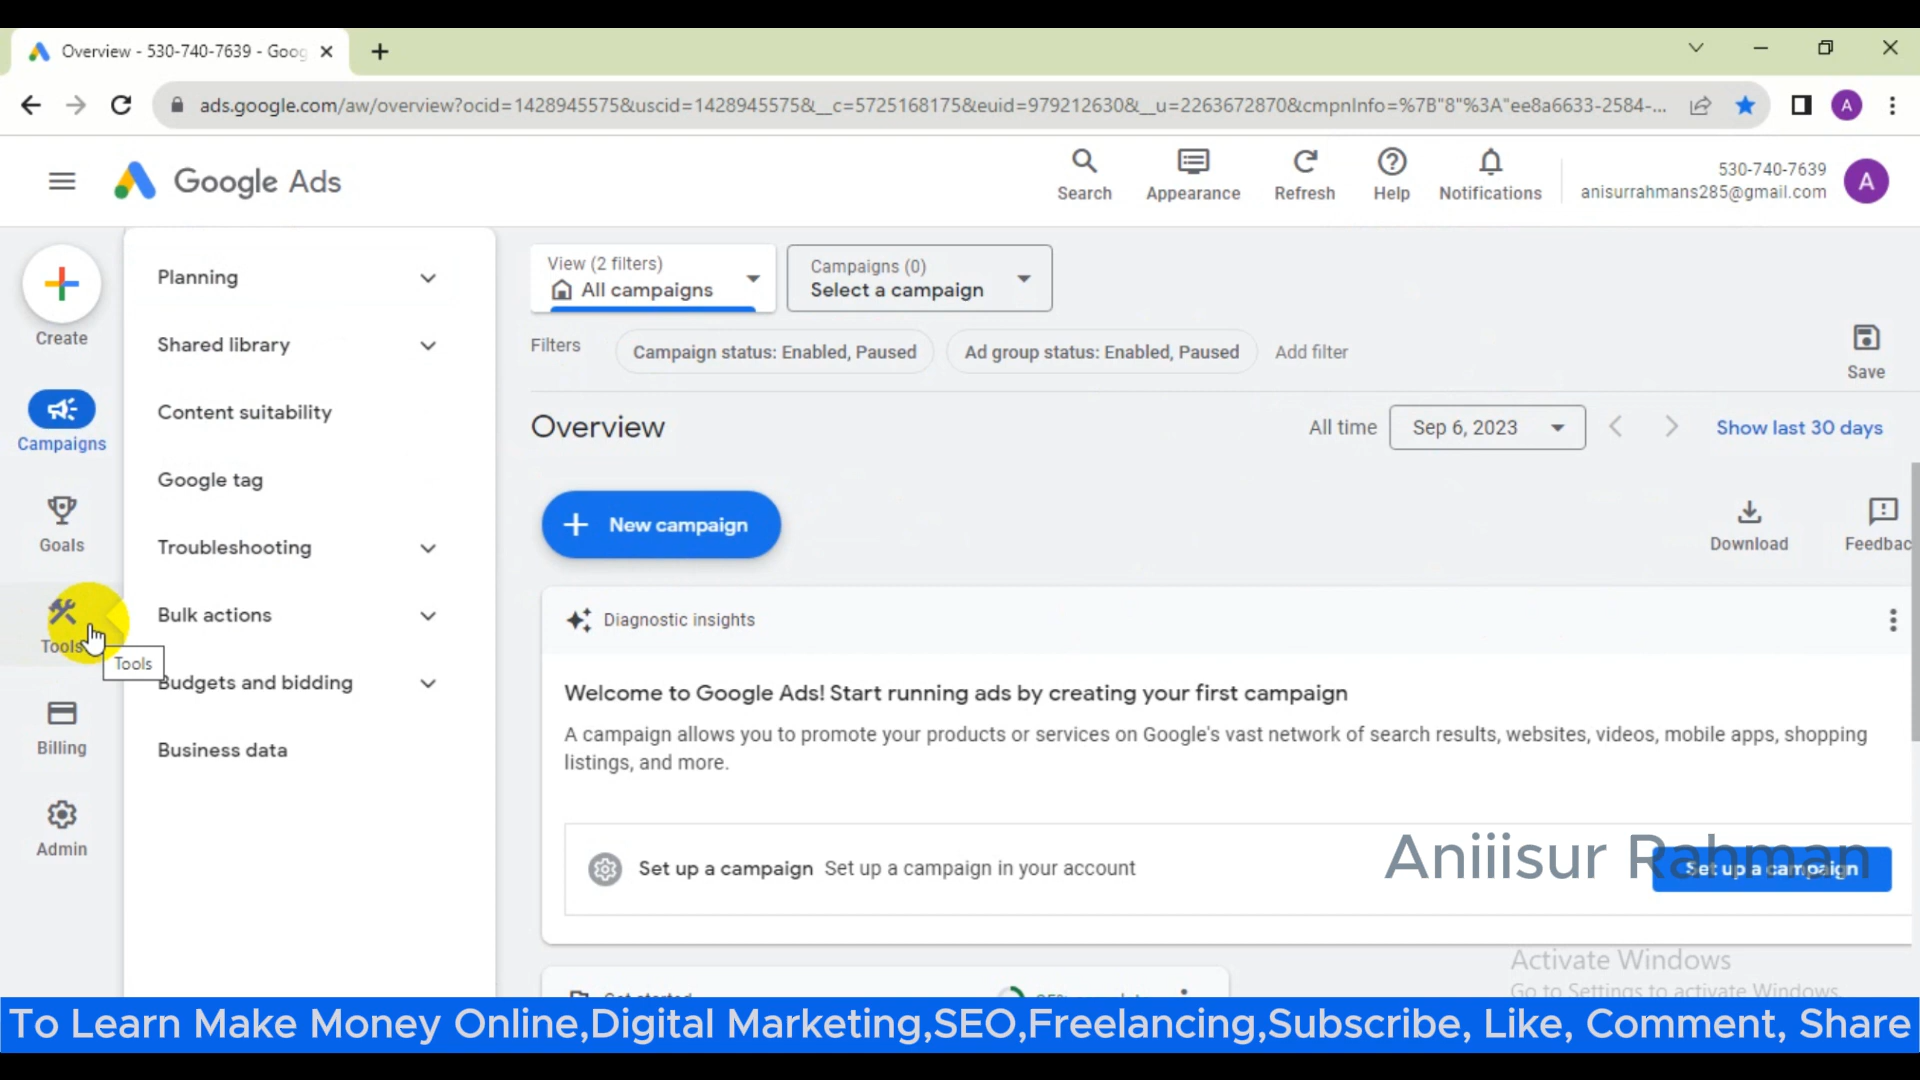 Overview - 530-740-7639 - Goog
ads.google.com/aw/overview?ocid=1428945575&uscid=1428945575&__c=5725168175&euid=979212630&__u=2263672870&cmpnInfo=%7B"8"%3A"ee8a6633-2584-...
A
Google Ads
Search
Appearance
Refresh
Help
Notifications
530-740-7639
anisurrahmans285@gmail.com
A
Create
Campaigns
Goals
Tools
Tools
Billing
Admin
Planning
Shared library
Content suitability
Google tag
Troubleshooting
Bulk actions
Budgets and bidding
Business data
View (2 filters)
All campaigns
Campaigns (0)
Select a campaign
Filters
Campaign status: Enabled, Paused
Ad group status: Enabled, Paused
Add filter
Save
Overview
All time
Sep 6, 2023
Show last 30 days
New campaign
Download
Feedbac
Diagnostic insights
Welcome to Google Ads! Start running ads by creating your first campaign
A campaign allows you to promote your products or services on Google's vast network of search results, websites, videos, mobile apps, shopping
listings, and more.
Set up a campaign Set up a campaign in your account
Set up a campaign
Aniiisur Rahman
Activate Windows
Go to Settings to activate Windows.
To Learn Make Money Online,Digital Marketing,SEO,Freelancing,Subscribe, Like, Comment, Share